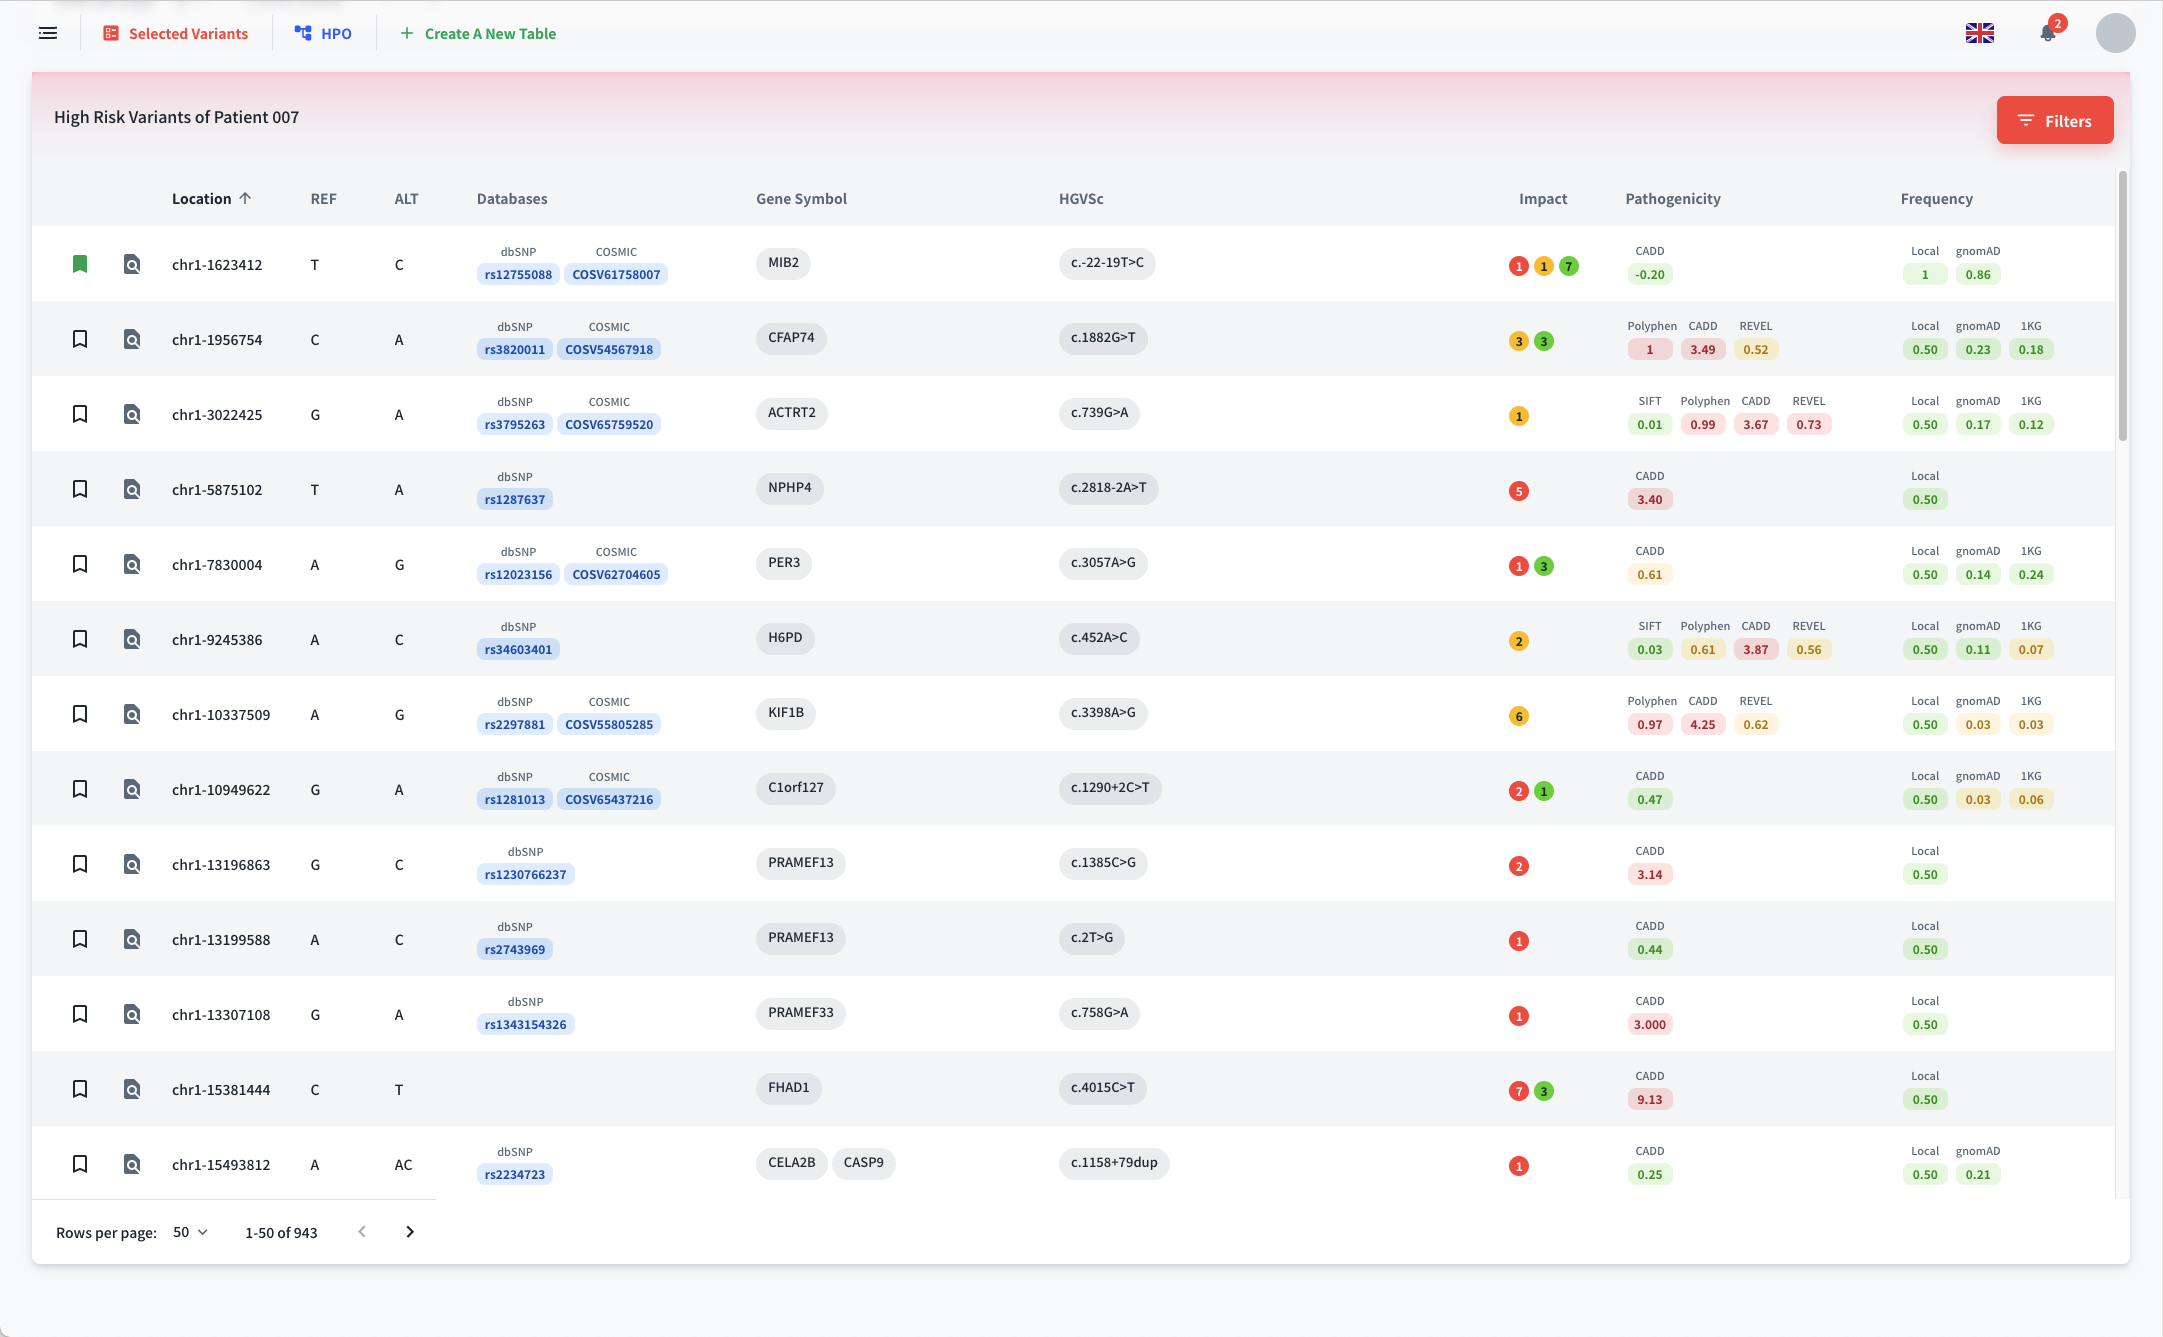 Selected Variants HPO Create A New Table 2
High Risk Variants of Patient 007 Filters
Location REF ALT Databases Gene Symbol HGVSc Impact Pathogenicity Frequency
dbSNP COSMIC CADD Local gnomAD
chr1-1623412 T C rs12755088 COSV61758007 MIB2 c.-22-19T>C 1 1 7 -0.20 1 0.86
dbSNP COSMIC Polyphen CADD REVEL Local gnomAD 1KG
chr1-1956754 C A rs3820011 COSV54567918 CFAP74 c.1882G>T 3 3 1 3.49 0.52 0.50 0.23 0.18
dbSNP COSMIC SIFT Polyphen CADD REVEL Local gnomAD 1KG
chr1-3022425 G A rs3795263 COSV65759520 ACTRT2 c.739G>A 1 0.01 0.99 3.67 0.73 0.50 0.17 0.12
dbSNP CADD Local
chr1-5875102 T A rs1287637 NPHP4 c.2818-2A>T 5 3.40 0.50
dbSNP COSMIC CADD Local gnomAD 1KG
chr1-7830004 A G rs12023156 COSV62704605 PER3 c.3057A>G 1 3 0.61 0.50 0.14 0.24
dbSNP SIFT Polyphen CADD REVEL Local gnomAD 1KG
chr1-9245386 A C rs34603401 H6PD c.452A>C 2 0.03 0.61 3.87 0.56 0.50 0.11 0.07
dbSNP COSMIC Polyphen CADD REVEL Local gnomAD 1KG
chr1-10337509 A G rs2297881 COSV55805285 KIF1B c.3398A>G 6 0.97 4.25 0.62 0.50 0.03 0.03
dbSNP COSMIC CADD Local gnomAD 1KG
chr1-10949622 G A rs1281013 COSV65437216 C1orf127 c.1290+2C>T 2 1 0.47 0.50 0.03 0.06
dbSNP CADD Local
chr1-13196863 G C rs1230766237 PRAMEF13 c.1385C>G 2 3.14 0.50
dbSNP CADD Local
chr1-13199588 A C rs2743969 PRAMEF13 c.2T>G 1 0.44 0.50
dbSNP CADD Local
chr1-13307108 G A rs1343154326 PRAMEF33 c.758G>A 1 3.000 0.50
CADD Local
chr1-15381444 C T FHAD1 c.4015C>T 7 3 9.13 0.50
dbSNP CADD Local gnomAD
chr1-15493812 A AC rs2234723 CELA2B CASP9 c.1158+79dup 1 0.25 0.50 0.21
Rows per page: 50 1-50 of 943